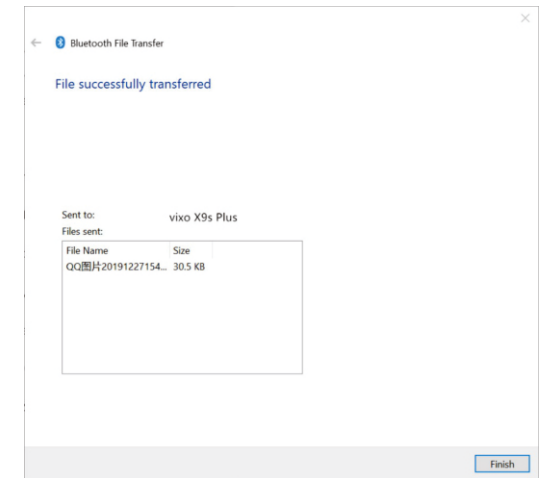 Bluetooth File Transfer
File successfully transferred
Sent to: vixo X9s Plus
Files sent:
File Name Size
QQ图片20191227154... 30.5 KB
Finish